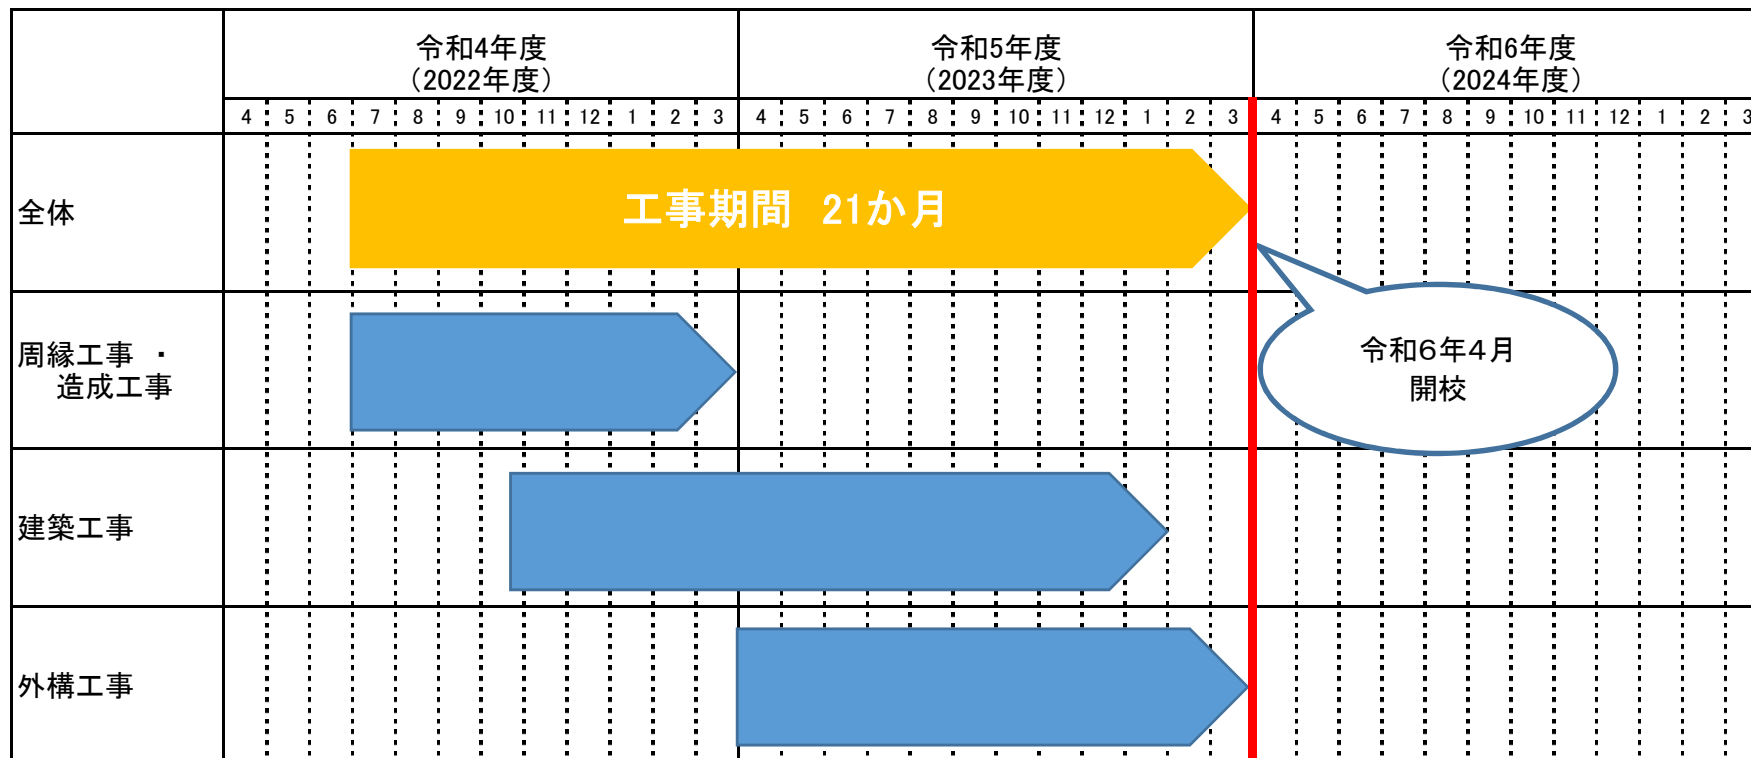 令和4年度
（2022年度）
令和5年度
（2023年度）
令和6年度
（2024年度）
4 5 6 7 8 9 10 11 12 1 2 3 4 5 6 7 8 9 10 11 12 1 2 3 4 5 6 7 8 9 10 11 12 1 2 3
全体
工事期間　21か月
周縁工事 ・
造成工事
令和６年４月
開校
建築工事
外構工事